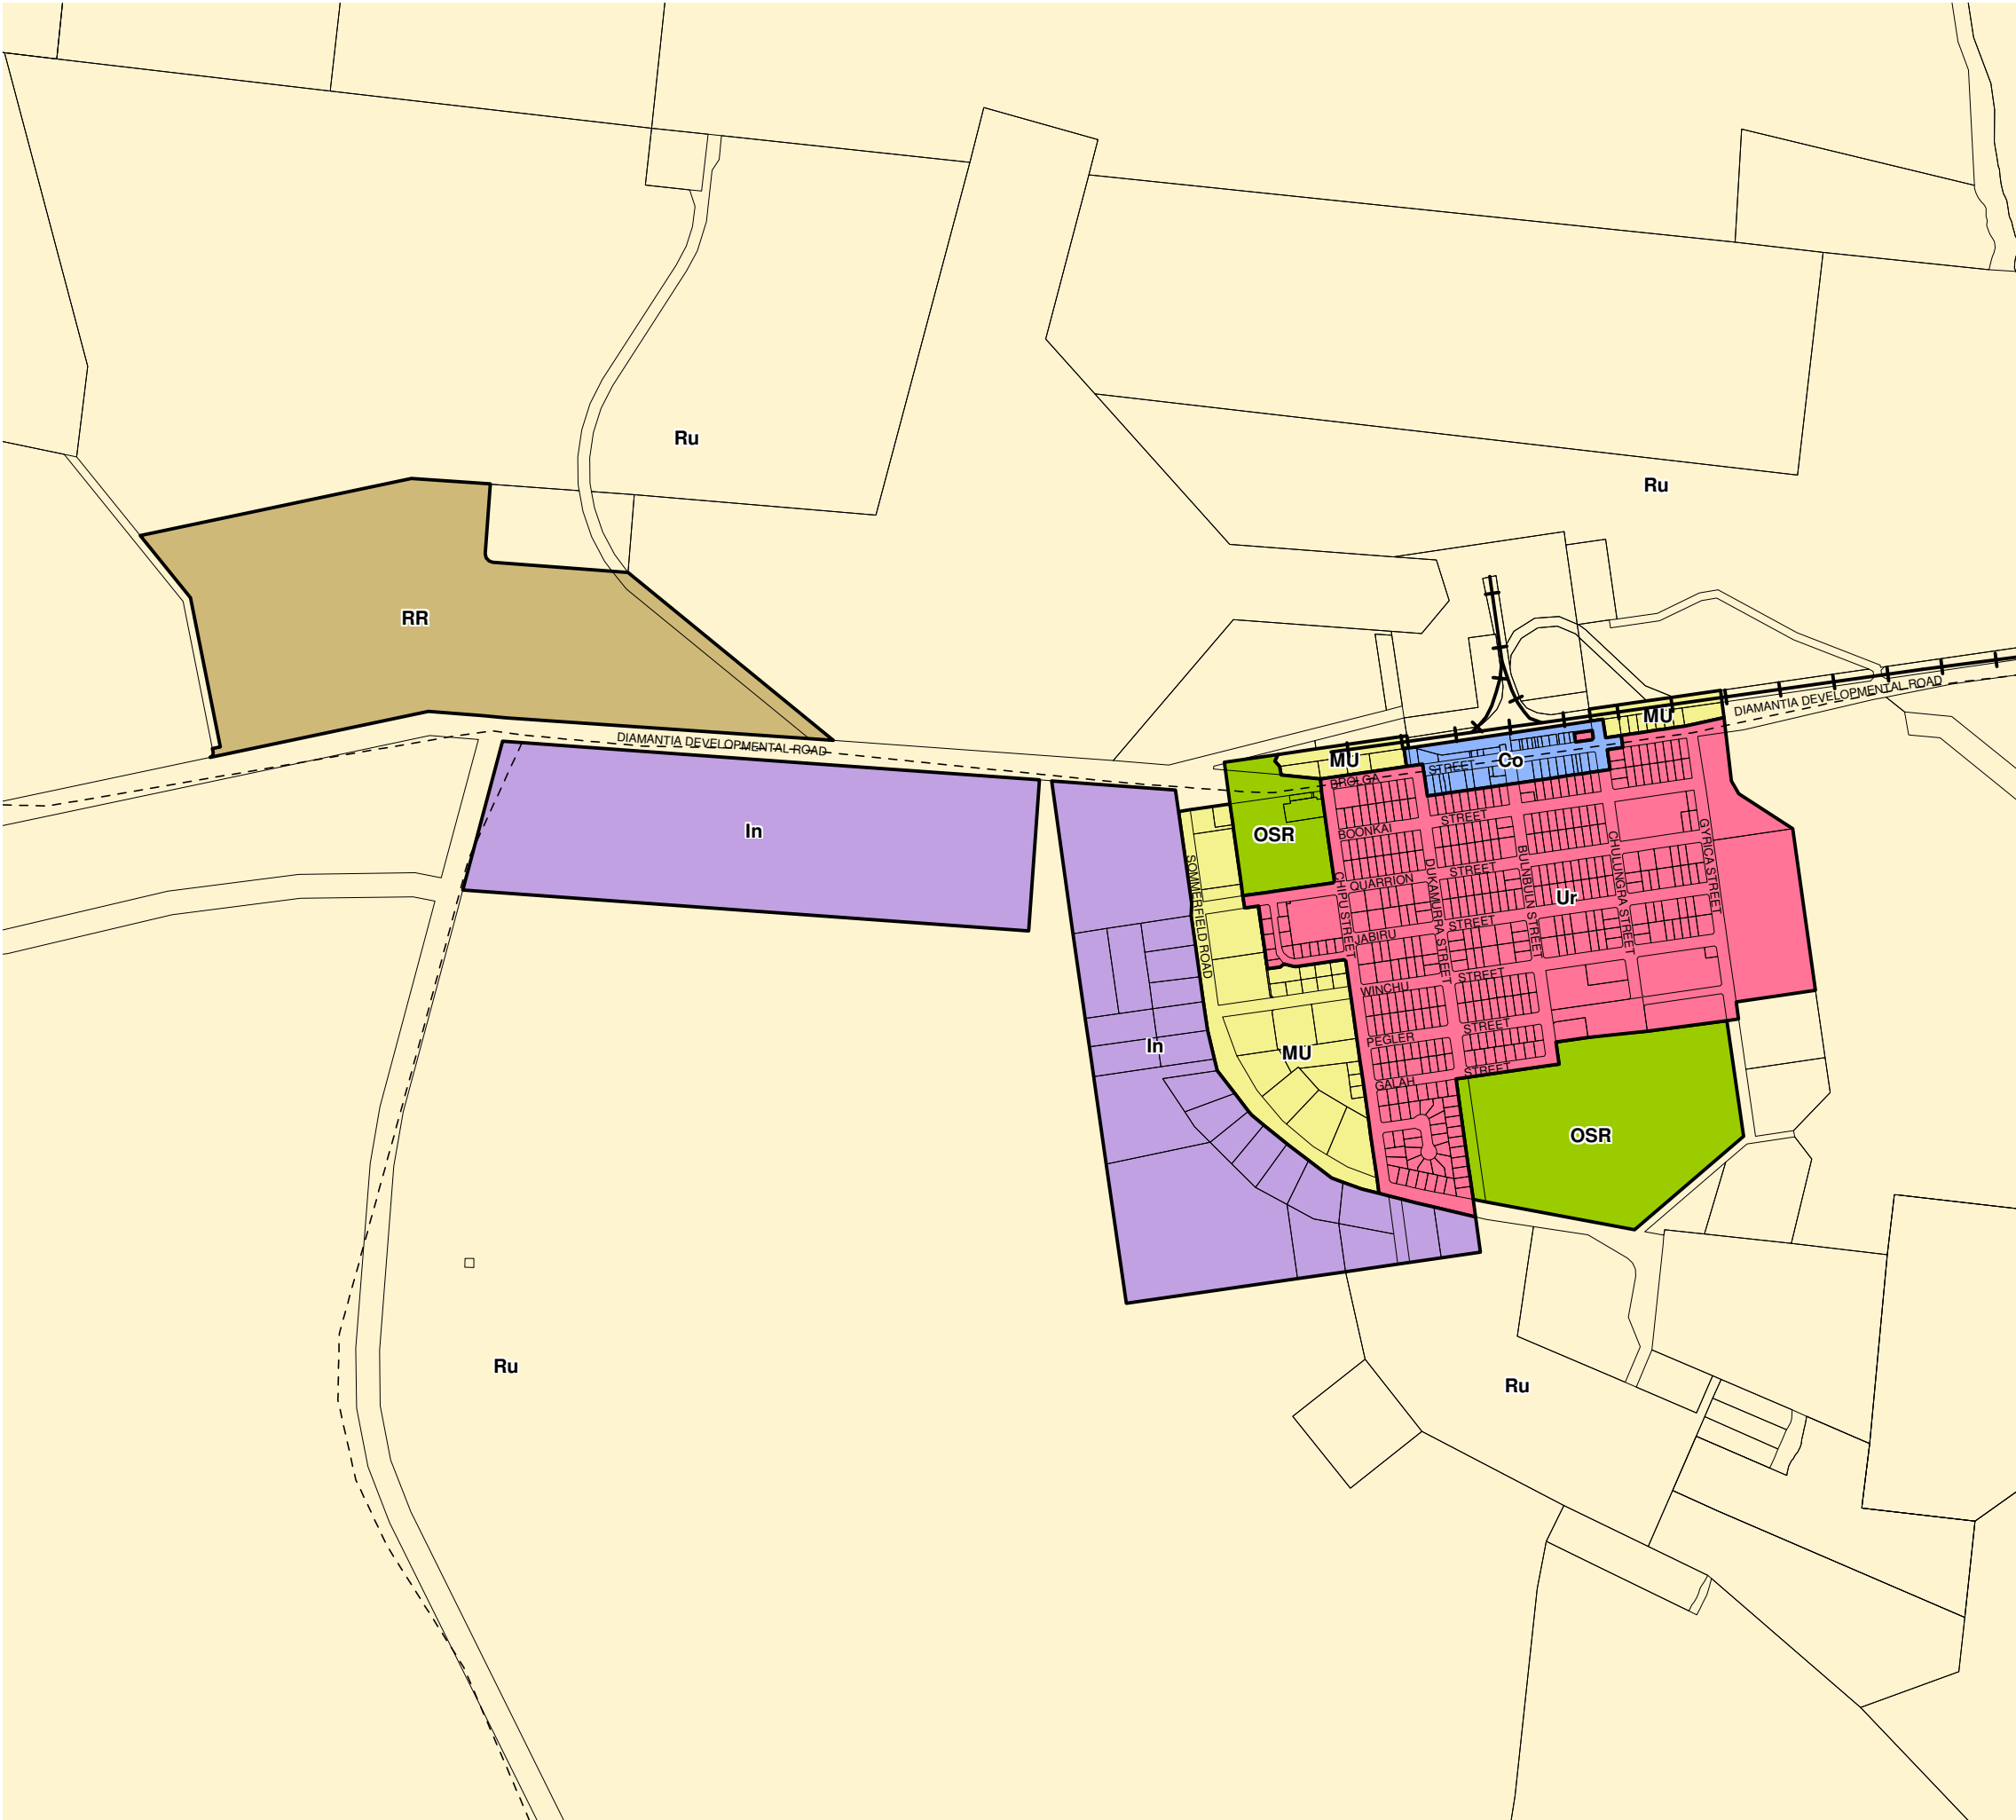 Ru
Ru
RR
DIAMANTIA DEVELOPMENTAL ROAD
DIAMANTIA DEVELOPMENTAL ROAD
MU
MU
Co
STREET
BROLGA
In
OSR
BOONKAI
STREET
SOMMERFIELD ROAD
QUARRION
STREET
CHIPU STREET
DUKAMURRA STREET
BULNBULN STREET
CHULUNGRA STREET
GYRICA STREET
Ur
JABIRU
STREET
WINCHU
STREET
PEGLER
STREET
In
MU
GALAH
STREET
OSR
Ru
Ru